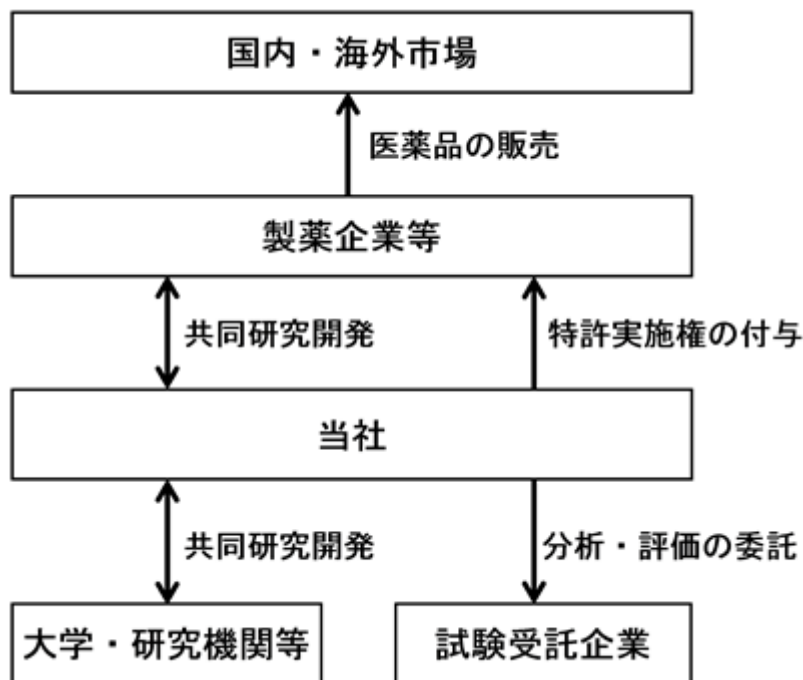 国内・海外市場
医薬品の販売
製薬企業等
共同研究開発
特許実施権の付与
当社
共同研究開発
分析・評価の委託
大学・研究機関等
試験受託企業